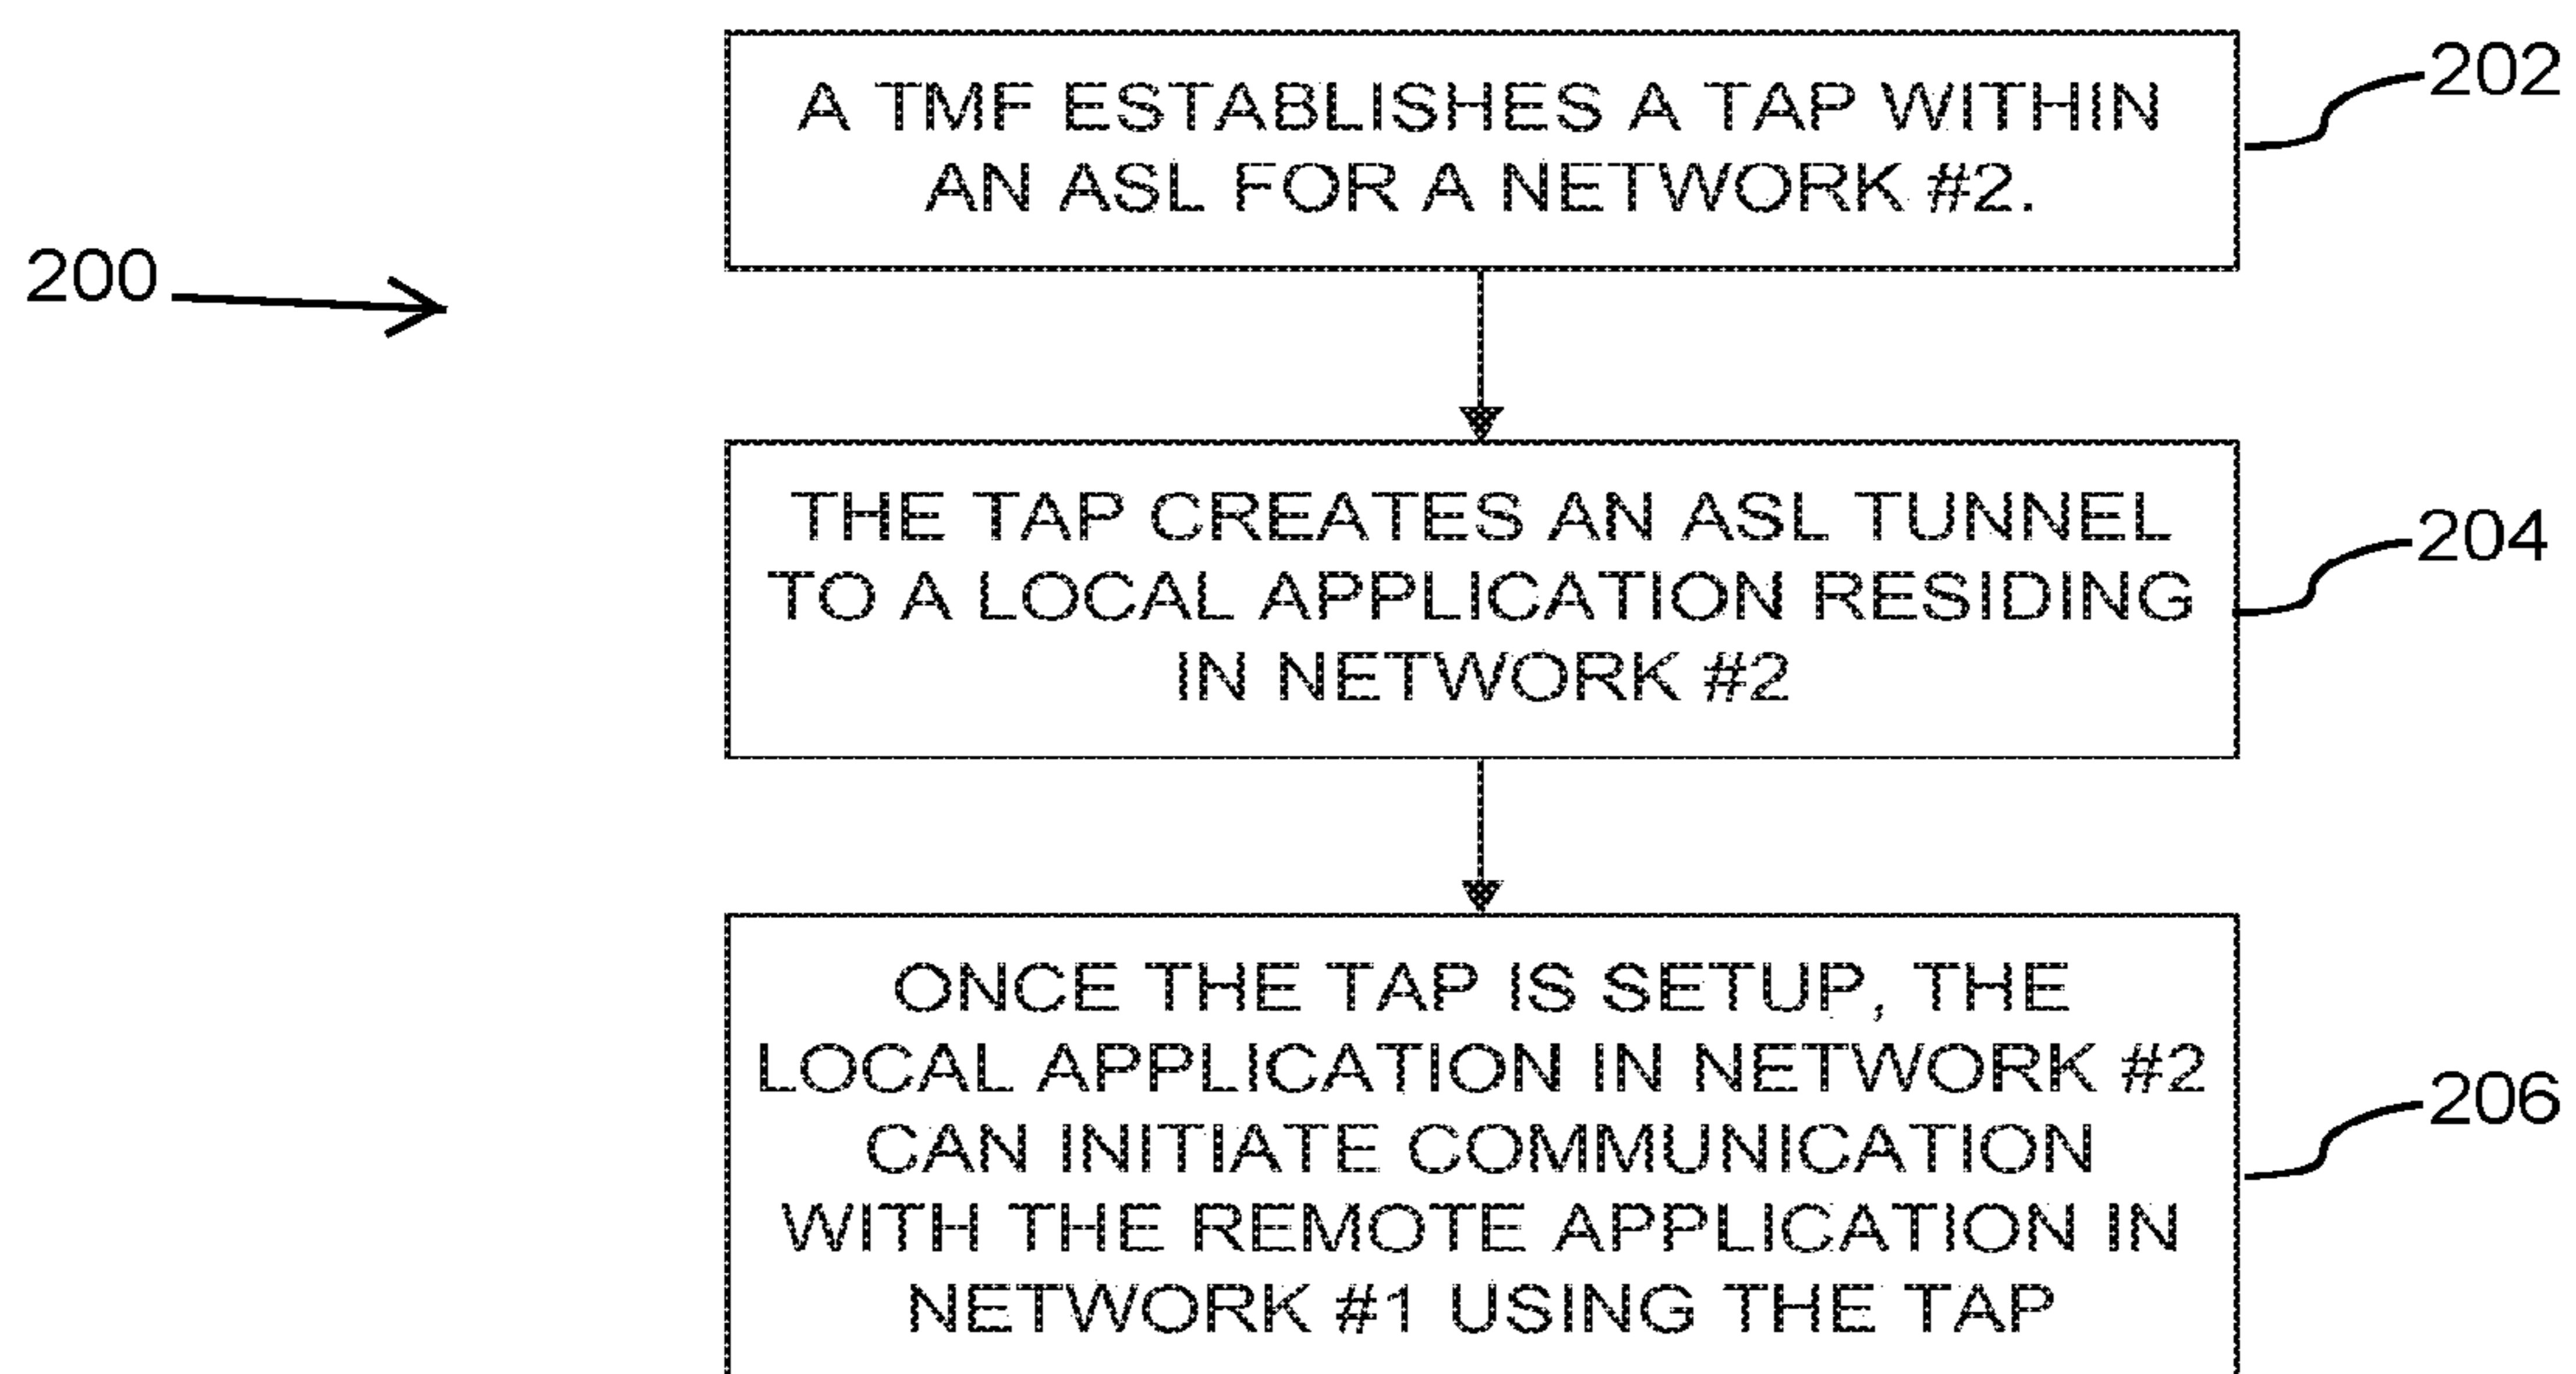 A TMF ESTABLISHES A TAP WITHIN
AN ASL FOR A NETWORK #2.
202
200
THE TAP CREATES AN ASL TUNNEL
TO A LOCAL APPLICATION RESIDING
IN NETWORK #2
204
ONCE THE TAP IS SETUP, THE
LOCAL APPLICATION IN NETWORK #2
CAN INITIATE COMMUNICATION
WITH THE REMOTE APPLICATION IN
NETWORK #1 USING THE TAP
206